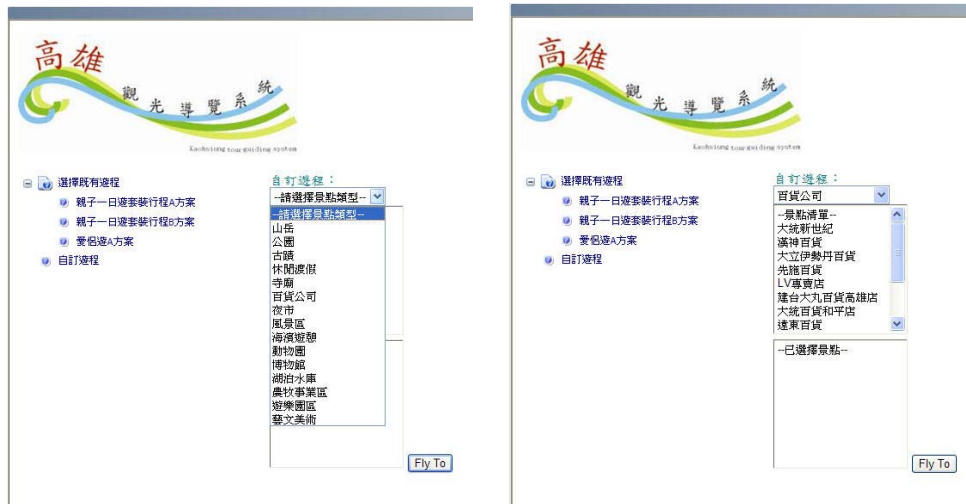 高雄
觀光導覽系統
Kaohsiung tour guiding system
選擇既有遊程
親子一日遊套裝行程A方案
親子一日遊套裝行程B方案
愛侶遊A方案
自訂遊程
自訂遊程：
--請選擇景點類型--
--請選擇景點類型--
山岳
公園
古蹟
休閒渡假
寺廟
百貨公司
夜市
風景區
海濱遊憩
動物園
博物館
湖泊水庫
農牧事業區
遊樂園區
藝文美術
Fly To
高雄
觀光導覽系統
Kaohsiung tour guiding system
選擇既有遊程
親子一日遊套裝行程A方案
親子一日遊套裝行程B方案
愛侶遊A方案
自訂遊程
自訂遊程：
百貨公司
--景點清單--
大統新世紀
漢神百貨
大立伊勢丹百貨
先施百貨
LV專賣店
建台大丸百貨高雄店
大統百貨和平店
遠東百貨
--已選擇景點--
Fly To